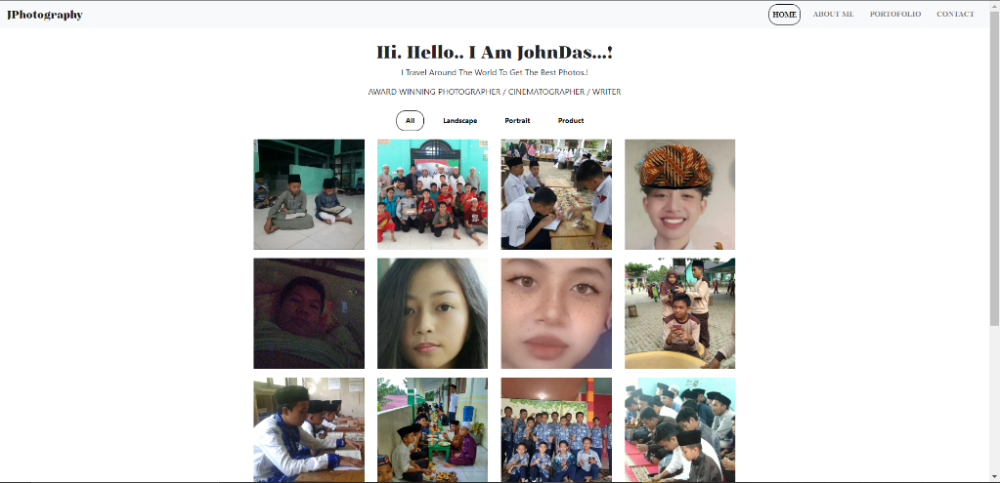 JPhotography
HOME ABOUT ME PORTOFOLIO CONTACT
Hi. Hello.. I Am JohnDas...!
I Travel Around The World To Get The Best Photos.!
AWARD WINNING PHOTOGRAPHER / CINEMATOGRAPHER / WRITER
All Landscape Portrait Product